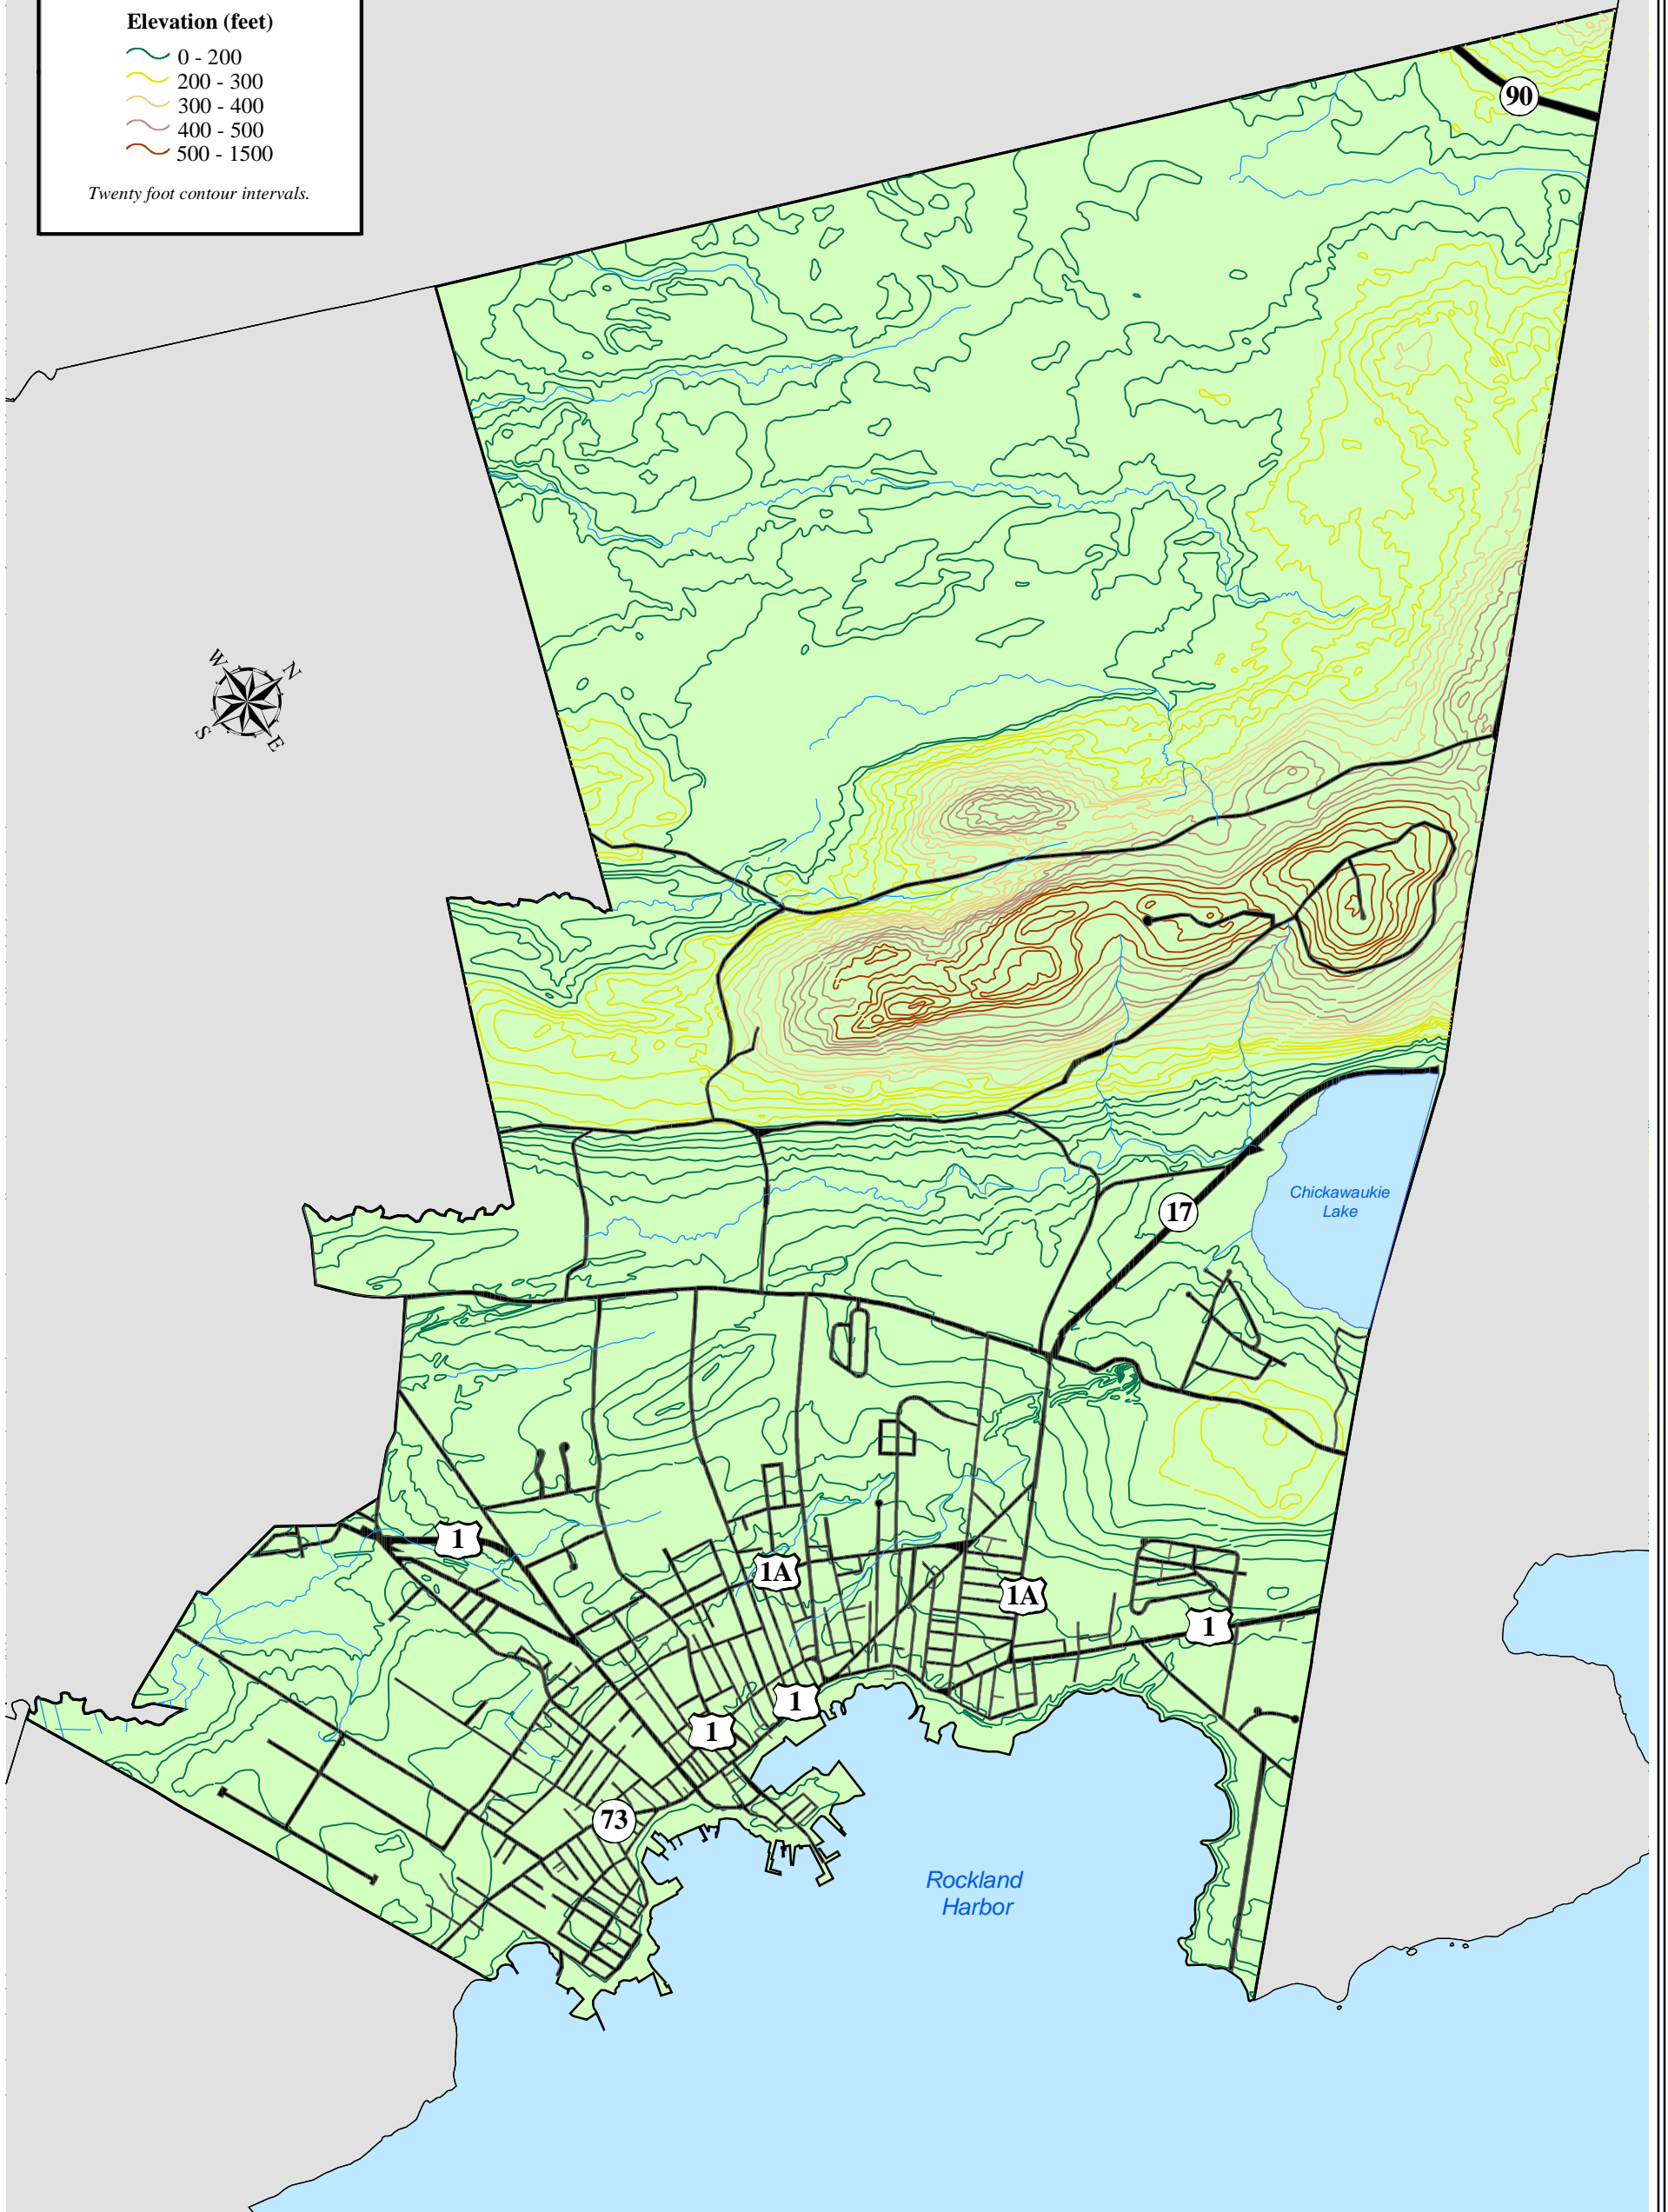 Elevation (feet)
0 - 200
200 - 300
300 - 400
400 - 500
500 - 1500
Twenty foot contour intervals.
90
W
N
S
E
Chickawaukie
Lake
17
1
1A
1A
1
1
1
73
Rockland
Harbor